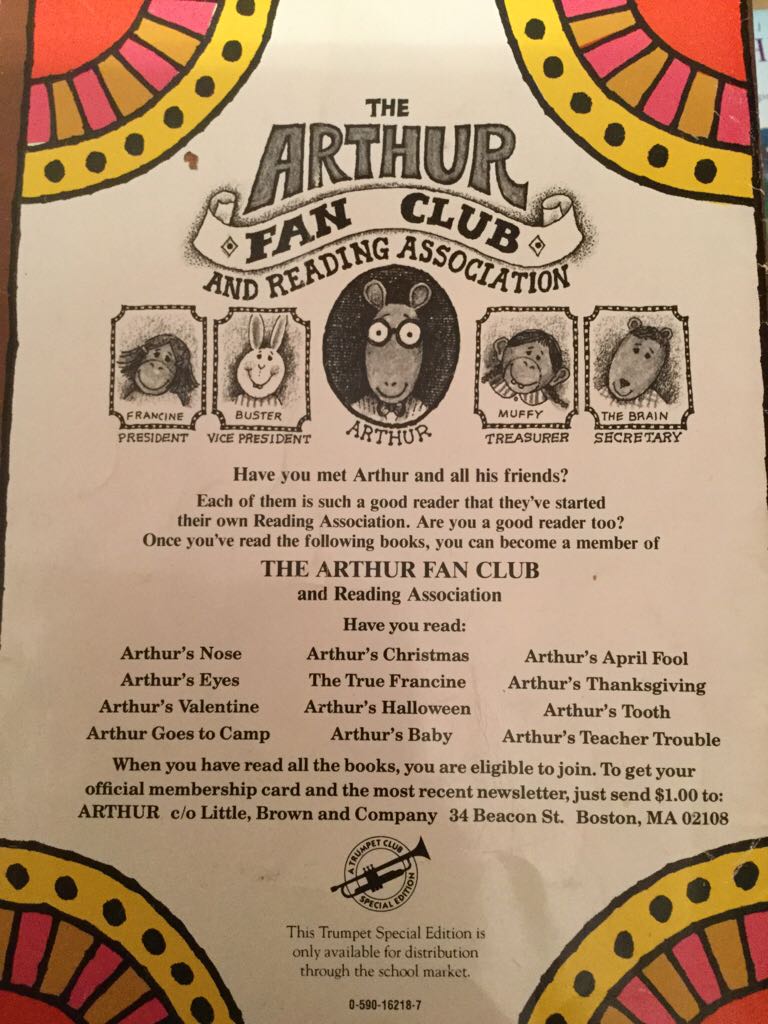 THE
ARTHUR
FAN CLUB
AND READING ASSOCIATION
FRANCINE
PRESIDENT
BUSTER
VICE PRESIDENT
ARTHUR
MUFFY
TREASURER
THE BRAIN
SECRETARY
Have you met Arthur and all his friends?
Each of them is such a good reader that they've started
their own Reading Association. Are you a good reader too?
Once you've read the following books, you can become a member of
THE ARTHUR FAN CLUB
and Reading Association
Have you read:
Arthur's Nose Arthur's Christmas Arthur's April Fool
Arthur's Eyes The True Francine Arthur's Thanksgiving
Arthur's Valentine Arthur's Halloween Arthur's Tooth
Arthur Goes to Camp Arthur's Baby Arthur's Teacher Trouble
When you have read all the books, you are eligible to join. To get your
official membership card and the most recent newsletter, just send $1.00 to:
ARTHUR c/o Little, Brown and Company 34 Beacon St. Boston, MA 02108
A TRUMPET CLUB
SPECIAL EDITION
This Trumpet Special Edition is
only available for distribution
through the school market.
0-590-16218-7